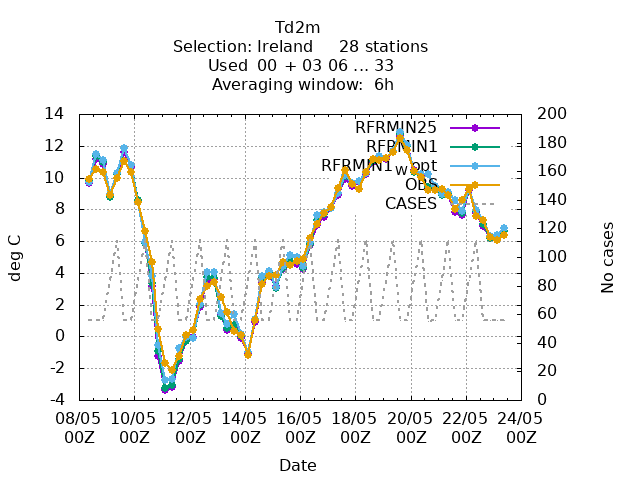 Td2m
Selection: Ireland 28 stations
Used 00 + 03 06 ... 33
Averaging window: 6h
14
12
10
8
6
4
2
0
-2
-4
200
180
160
140
120
100
80
60
40
20
0
deg C
No cases
RFRMIN25
RFRMIN1
RFRMIN1wopt
OBS
CASES
08/05 10/05 12/05 14/05 16/05 18/05 20/05 22/05 24/05
00Z 00Z 00Z 00Z 00Z 00Z 00Z 00Z 00Z
Date